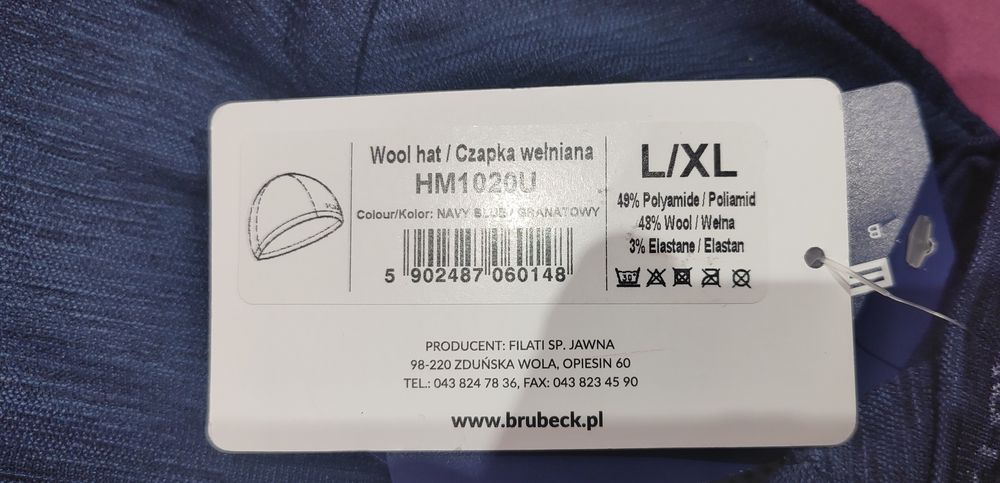 Wool hat / Czapka wełniana
HM1020U
Colour/Kolor: NAVY BLUE / GRANATOWY
5 902487 060148
L/XL
49% Polyamide / Poliamid
48% Wool / Wełna
3% Elastane / Elastan
PRODUCENT: FILATI SP. JAWNA
98-220 ZDUŃSKA WOLA, OPIESIN 60
TEL.: 043 824 78 36, FAX: 043 823 45 90
www.brubeck.pl